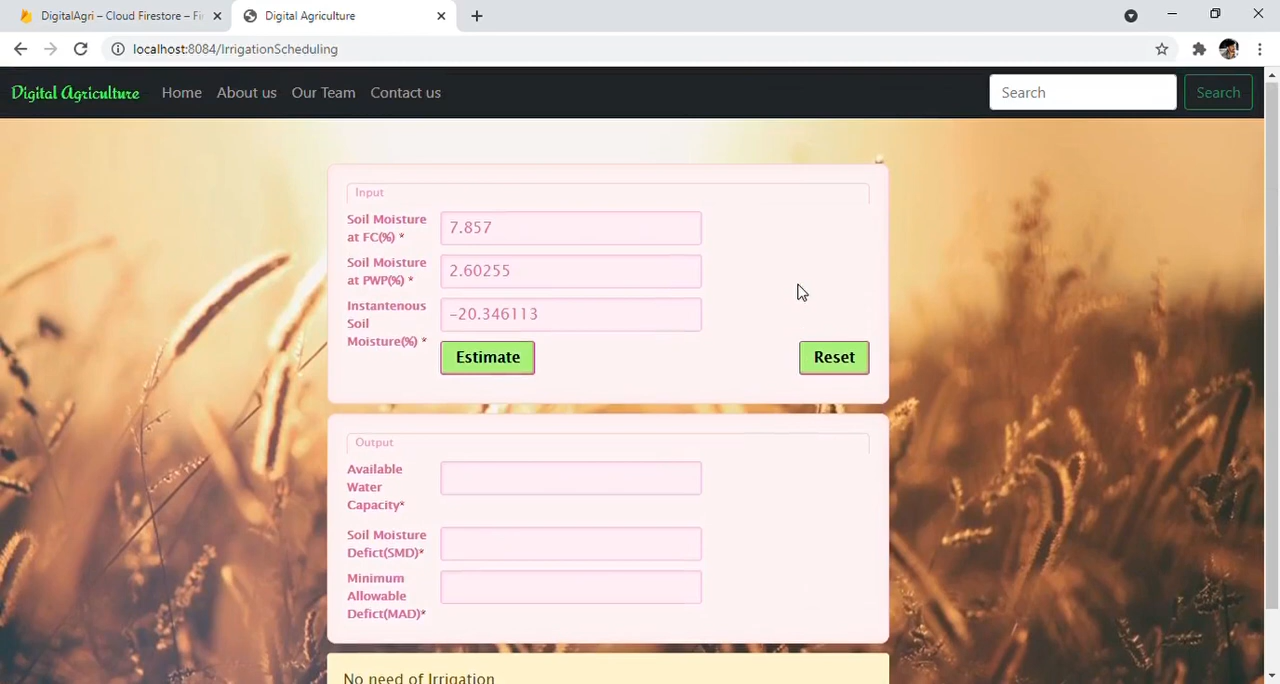 DigitalAgri – Cloud Firestore – Fi
Digital Agriculture
localhost:8084/IrrigationScheduling
Digital Agriculture Home About us Our Team Contact us Search Search
Input
Soil Moisture
at FC(%) *
7.857
Soil Moisture
at PWP(%) *
2.60255
Instantenous
Soil
Moisture(%) *
-20.346113
Estimate Reset
Output
Available
Water
Capacity*
Soil Moisture
Defict(SMD)*
Minimum
Allowable
Defict(MAD)*
No need of Irrigation